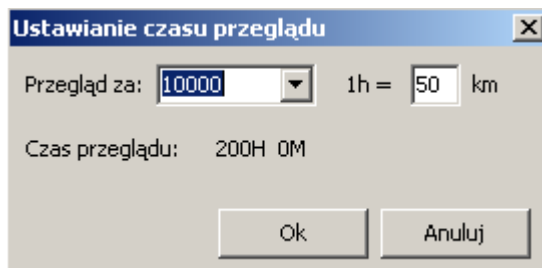 Ustawianie czasu przeglądu
Przegląd za: 10000 1h = 50 km
Czas przeglądu: 200H 0M
Ok Anuluj